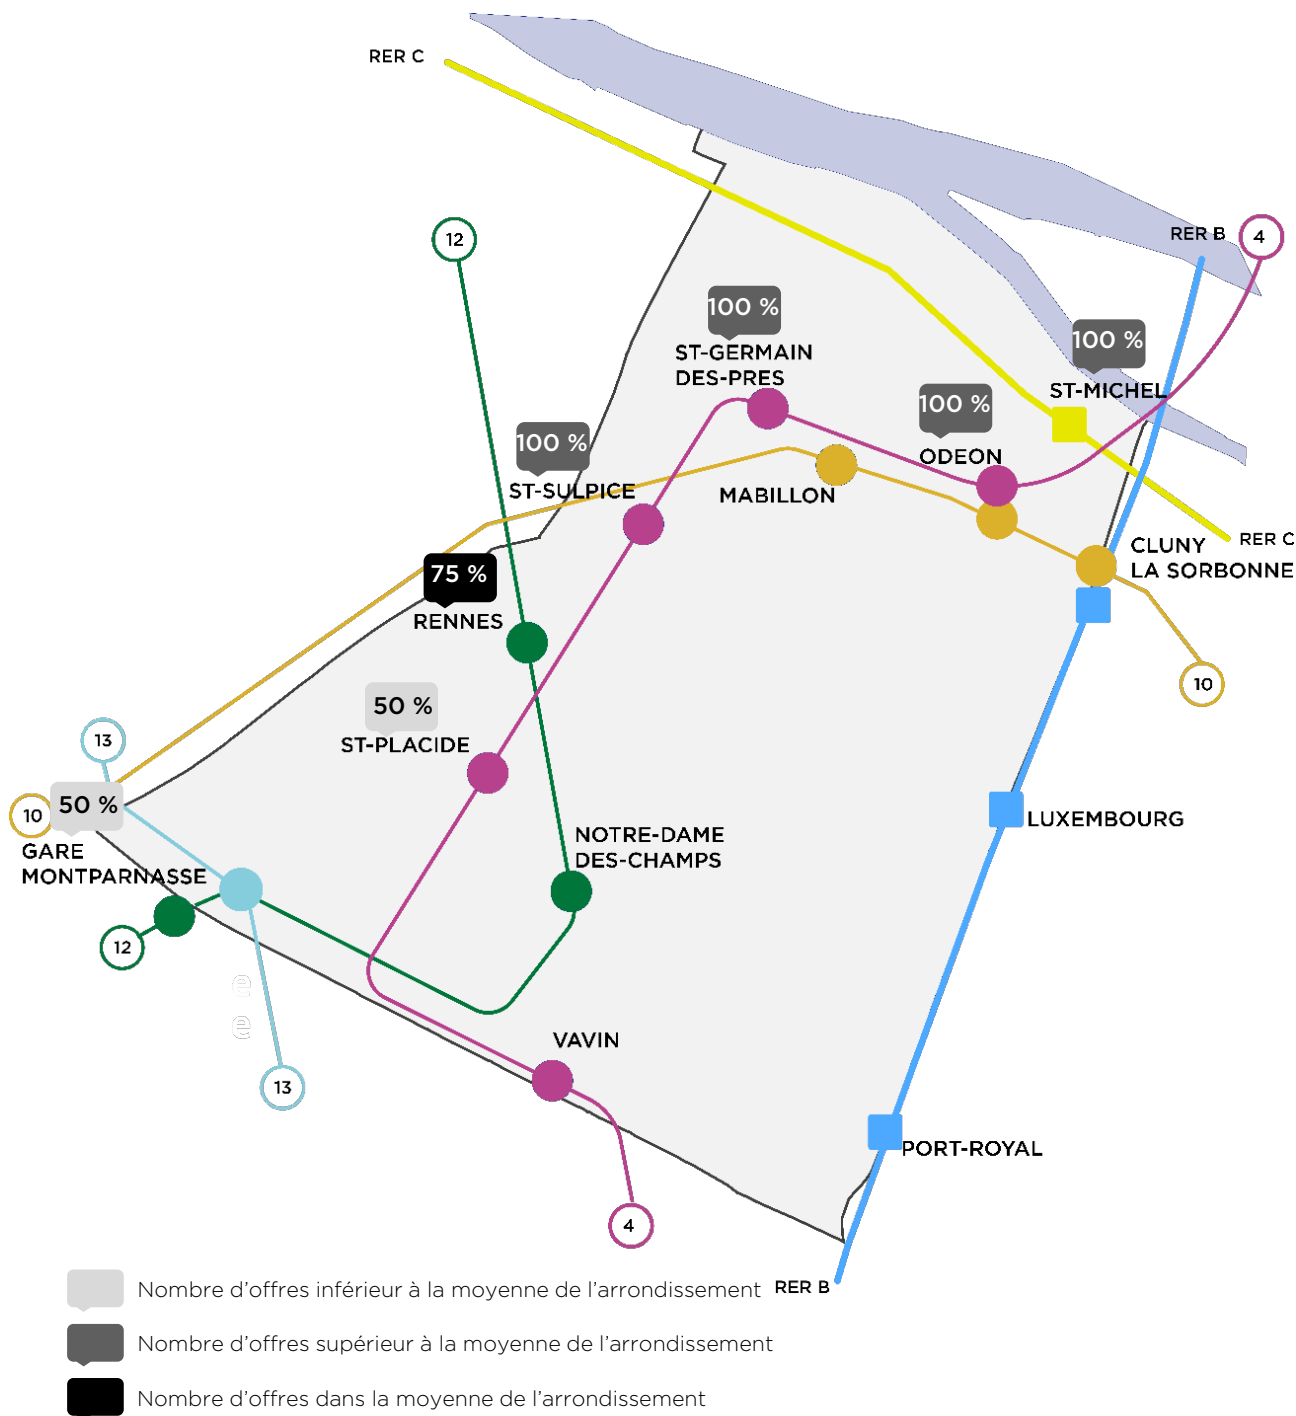 RER C
12
RER B
4
100 %
ST-GERMAIN
DES-PRES
100 %
ST-MICHEL
100 %
ODEON
100 %
ST-SULPICE
MABILLON
RER C
CLUNY
LA SORBONNE
75 %
RENNES
10
50 %
ST-PLACIDE
13
10
50 %
GARE
MONTPARNASSE
LUXEMBOURG
NOTRE-DAME
DES-CHAMPS
12
e
e
VAVIN
13
PORT-ROYAL
4
RER B
Nombre d'offres inférieur à la moyenne de l'arrondissement
Nombre d'offres supérieur à la moyenne de l'arrondissement
Nombre d'offres dans la moyenne de l'arrondissement